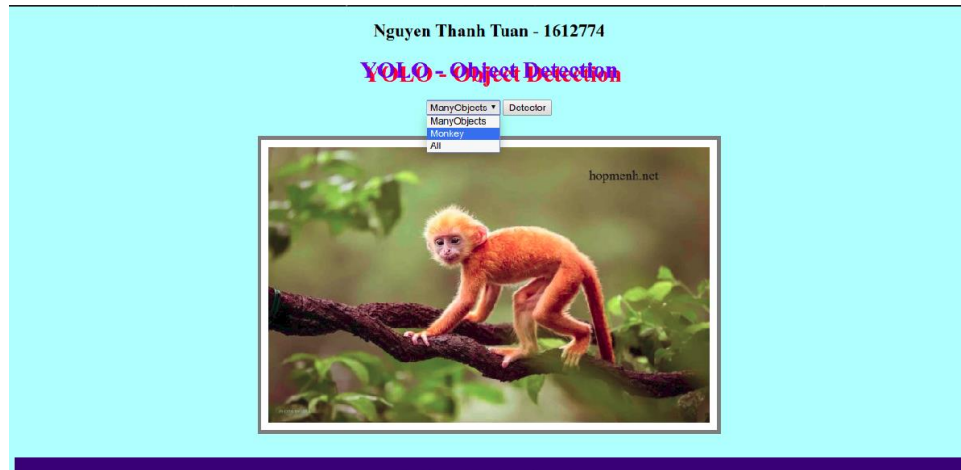 Nguyen Thanh Tuan - 1612774
YOLO - Object Detection
ManyObjects Detector
ManyObjects
Monkey
All
hopmenh.net